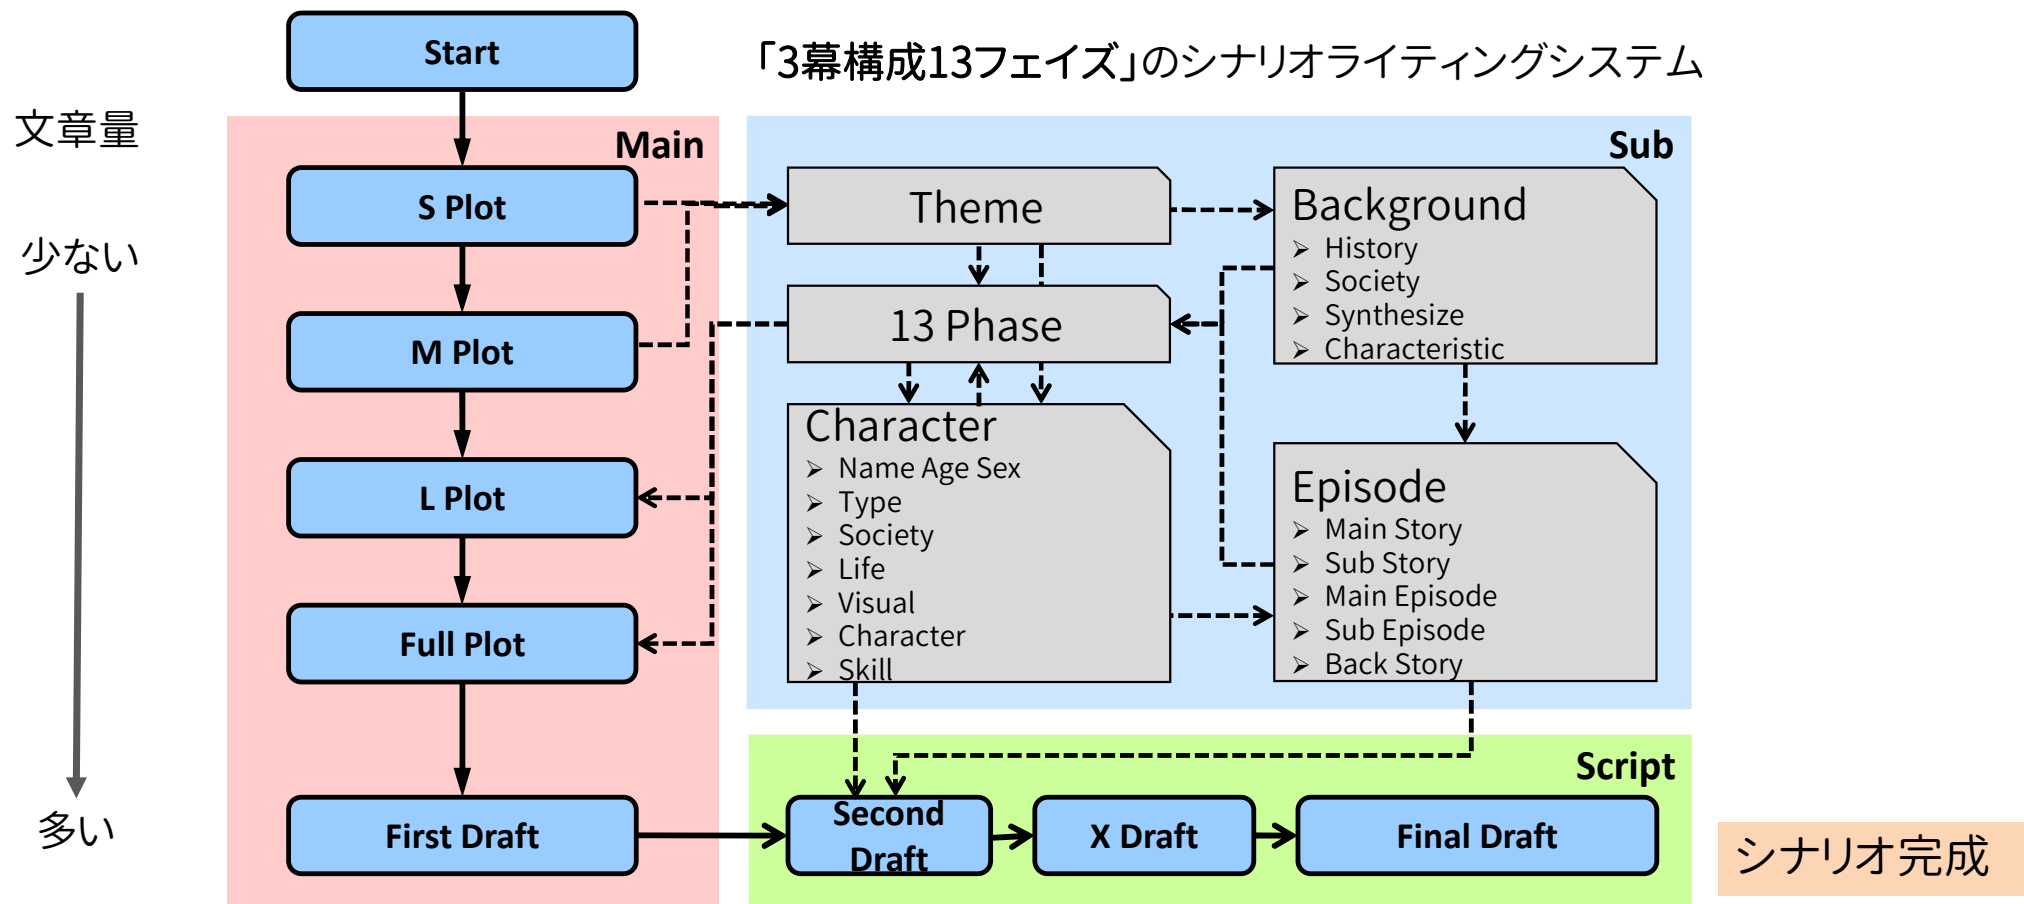 Start
「3幕構成13フェイズ」のシナリオライティングシステム
文章量
Main
Sub
S Plot
Theme
Background
➢ History
➢ Society
➢ Synthesize
➢ Characteristic
少ない
M Plot
13 Phase
L Plot
Character
➢ Name Age Sex
➢ Type
➢ Society
➢ Life
➢ Visual
➢ Character
➢ Skill
Episode
➢ Main Story
➢ Sub Story
➢ Main Episode
➢ Sub Episode
➢ Back Story
Full Plot
Script
多い
First Draft
Second
Draft
X Draft
Final Draft
シナリオ完成